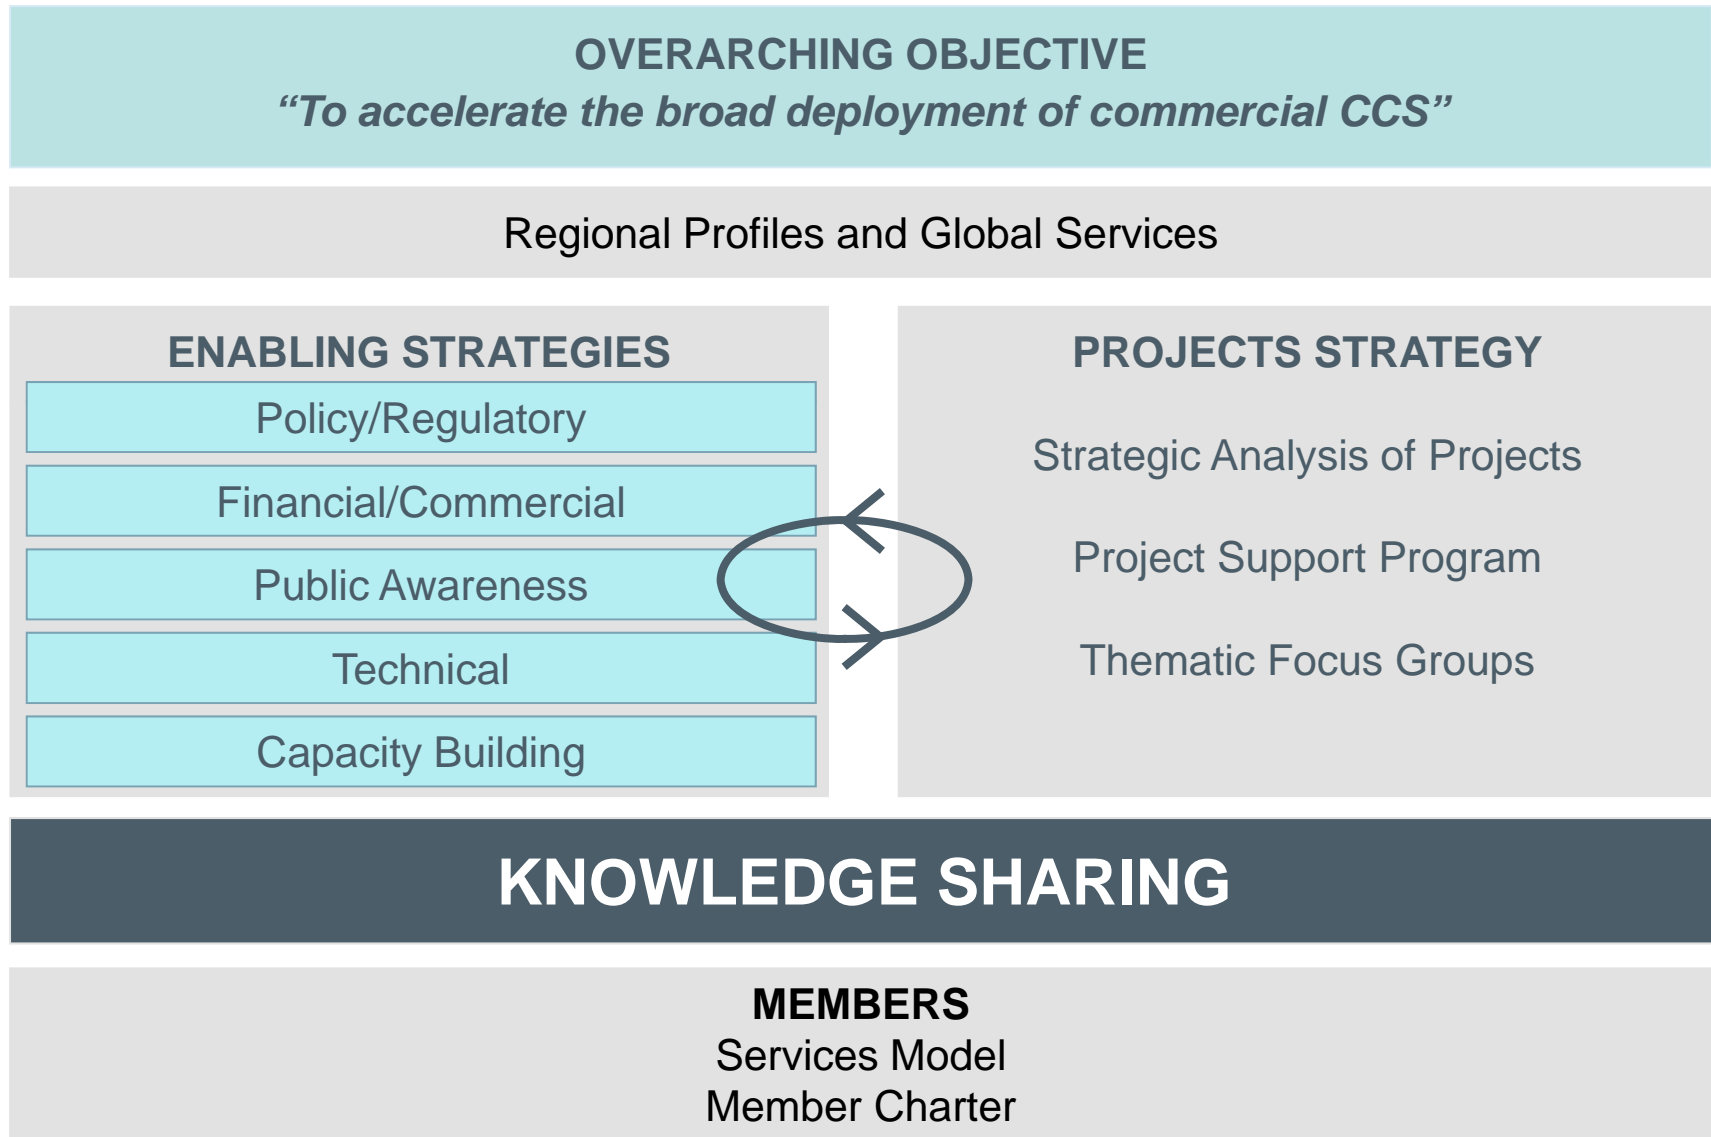 OVERARCHING OBJECTIVE
“To accelerate the broad deployment of commercial CCS”
Regional Profiles and Global Services
ENABLING STRATEGIES
Policy/Regulatory
Financial/Commercial
Public Awareness
Technical
Capacity Building
PROJECTS STRATEGY
Strategic Analysis of Projects
Project Support Program
Thematic Focus Groups
KNOWLEDGE SHARING
MEMBERS
Services Model
Member Charter